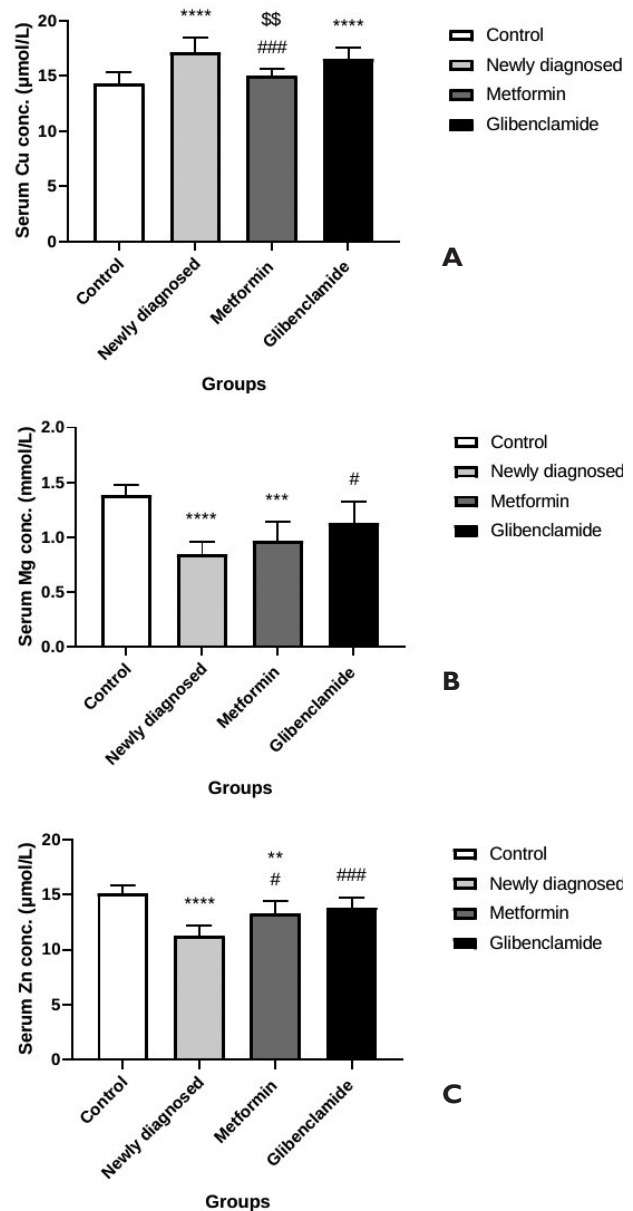 Serum Cu conc. (µmol/L)
20
15
10
5
0
****
$$
###
****
Control
Newly diagnosed
Metformin
Glibenclamide
Groups
Control
Newly diagnosed
Metformin
Glibenclamide
A
Serum Mg conc. (mmol/L)
2.0
1.5
1.0
0.5
0.0
****
***
#
Control
Newly diagnosed
Metformin
Glibenclamide
Groups
Control
Newly diagnosed
Metformin
Glibenclamide
B
Serum Zn conc. (µmol/L)
20
15
10
5
0
****
**
#
###
Control
Newly diagnosed
Metformin
Glibenclamide
Groups
Control
Newly diagnosed
Metformin
Glibenclamide
C